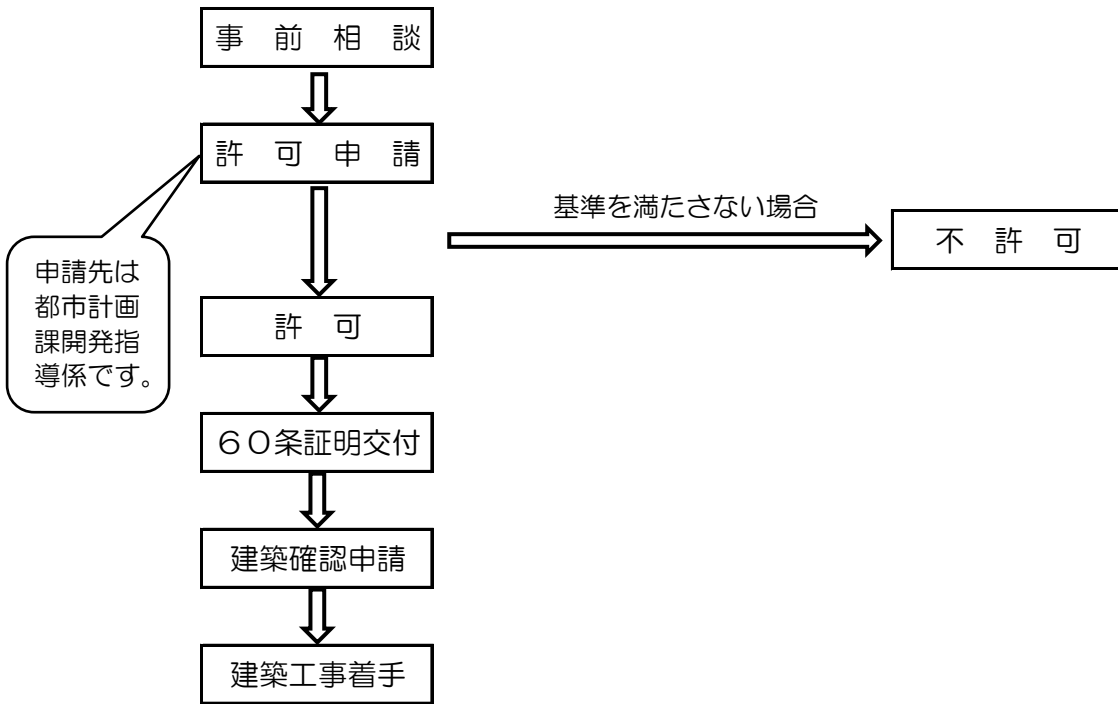 事　前　相　談
許　可　申　請
申請先は
都市計画
課開発指
導係です。
基準を満たさない場合
不　許　可
許　可
６０条証明交付
建築確認申請
建築工事着手